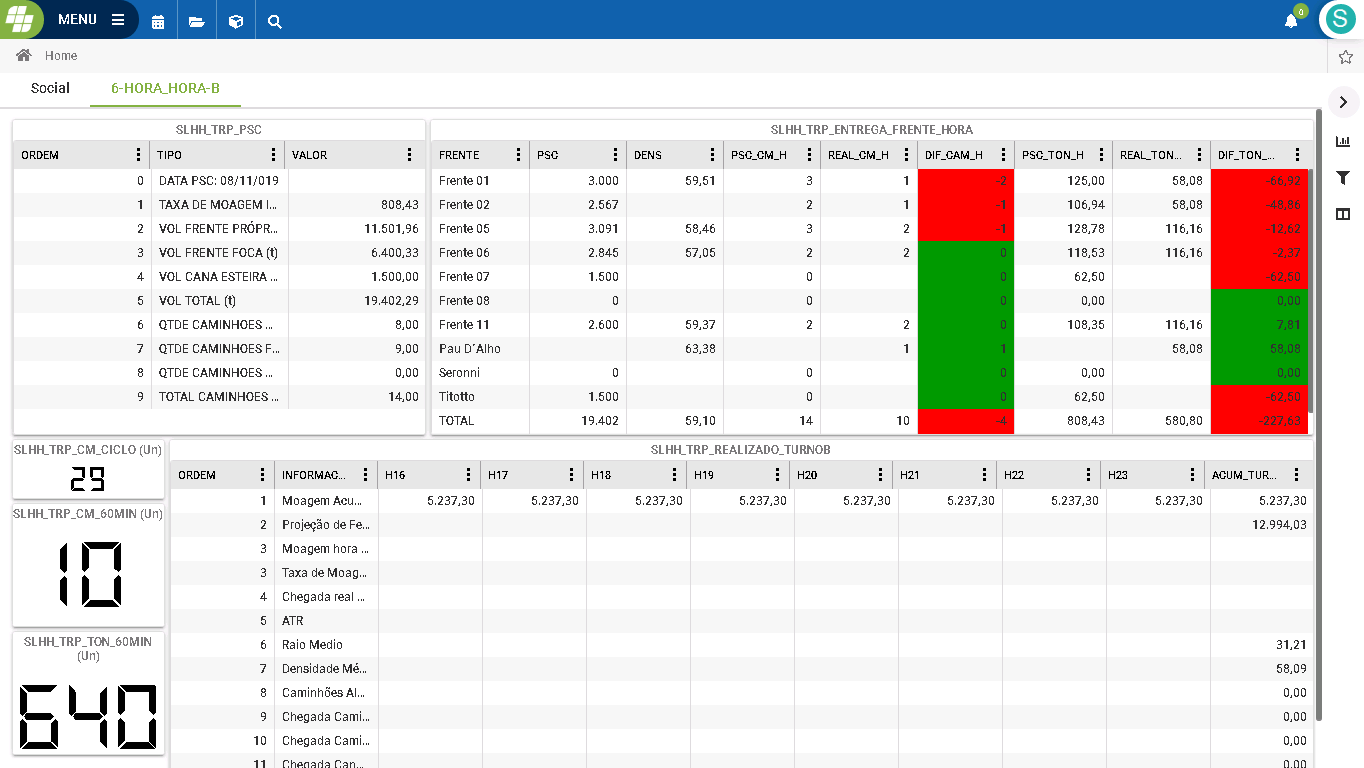 MENU
0
S
Home
Social 6-HORA_HORA-B
SLHH_TRP_PSC
ORDEM TIPO VALOR
0 DATA PSC: 08/11/019
1 TAXA DE MOAGEM I... 808,43
2 VOL FRENTE PRÓPR... 11.501,96
3 VOL FRENTE FOCA (t) 6.400,33
4 VOL CANA ESTEIRA ... 1.500,00
5 VOL TOTAL (t) 19.402,29
6 QTDE CAMINHOES ... 8,00
7 QTDE CAMINHOES F... 9,00
8 QTDE CAMINHOES ... 0,00
9 TOTAL CAMINHOES ... 14,00
SLHH_TRP_ENTREGA_FRENTE_HORA
FRENTE PSC DENS PSC_CM_H REAL_CM_H DIF_CAM_H PSC_TON_H REAL_TON... DIF_TON_...
Frente 01 3.000 59,51 3 1 -2 125,00 58,08 -66,92
Frente 02 2.567 2 1 -1 106,94 58,08 -48,86
Frente 05 3.091 58,46 3 2 -1 128,78 116,16 -12,62
Frente 06 2.845 57,05 2 2 0 118,53 116,16 -2,37
Frente 07 1.500 0 0 62,50 -62,50
Frente 08 0 0 0 0,00 0,00
Frente 11 2.600 59,37 2 2 0 108,35 116,16 7,81
Pau D´Alho 63,38 1 1 58,08 58,08
Seronni 0 0 0 0,00 0,00
Titotto 1.500 0 0 62,50 -62,50
TOTAL 19.402 59,10 14 10 -4 808,43 580,80 -227,63
SLHH_TRP_CM_CICLO (Un)
29
SLHH_TRP_CM_60MIN (Un)
10
SLHH_TRP_TON_60MIN
(Un)
640
SLHH_TRP_REALIZADO_TURNOB
ORDEM INFORMAC... H16 H17 H18 H19 H20 H21 H22 H23 AGUM_TUR...
1 Moagem Acu... 5.237,30 5.237,30 5.237,30 5.237,30 5.237,30 5.237,30 5.237,30 5.237,30 5.237,30
2 Projeção de Fe... 12.994,03
3 Moagem hora ...
3 Taxa de Moag...
4 Chegada real ...
5 ATR
6 Raio Medio 31,21
7 Densidade Mé... 58,09
8 Caminhões Al... 0,00
9 Chegada Cami... 0,00
10 Chegada Cami... 0,00
11 Chegada Can... 0,00